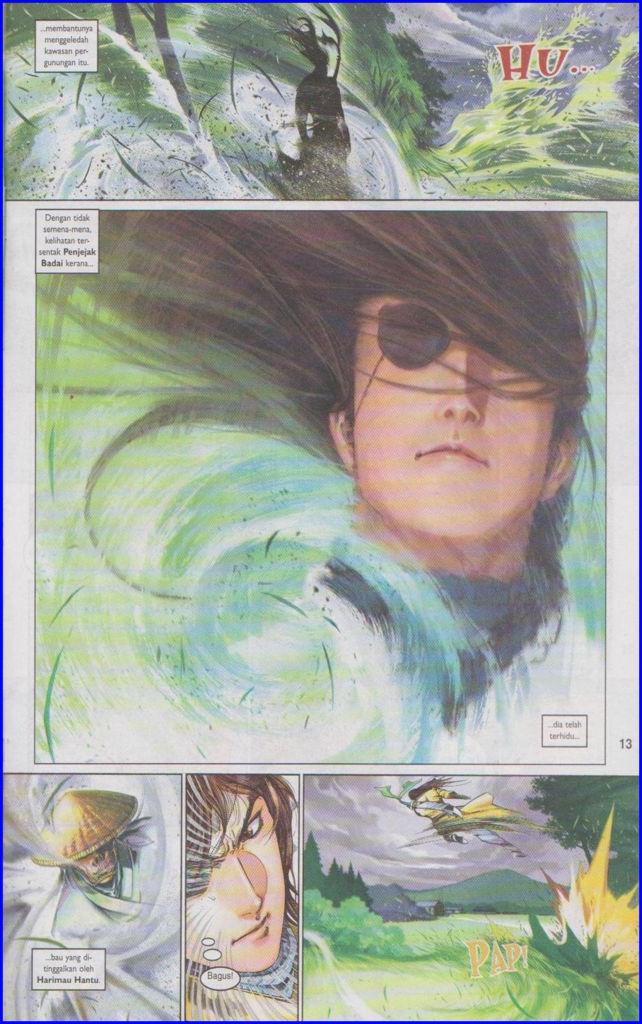 ...membantunya
menggeledah
kawasan per-
gunungan itu.
HU...
Dengan tidak
semena-mena,
kelihatan ter-
sentak Penjejak
Badai kerana...
...dia telah
terhidu...
13
...bau yang di-
tinggalkan oleh
Harimau Hantu.
Bagus!
PAP!